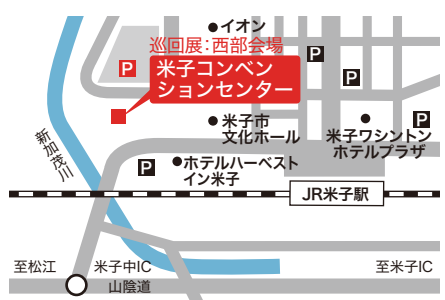 イオン
巡回展：西部会場
P
P
P
米子コンベン
ションセンター
P
米子市
文化ホール
米子ワシントン
ホテルプラザ
新加茂川
P
ホテルハーベスト
イン米子
JR米子駅
至松江
米子中IC
至米子IC
山陰道